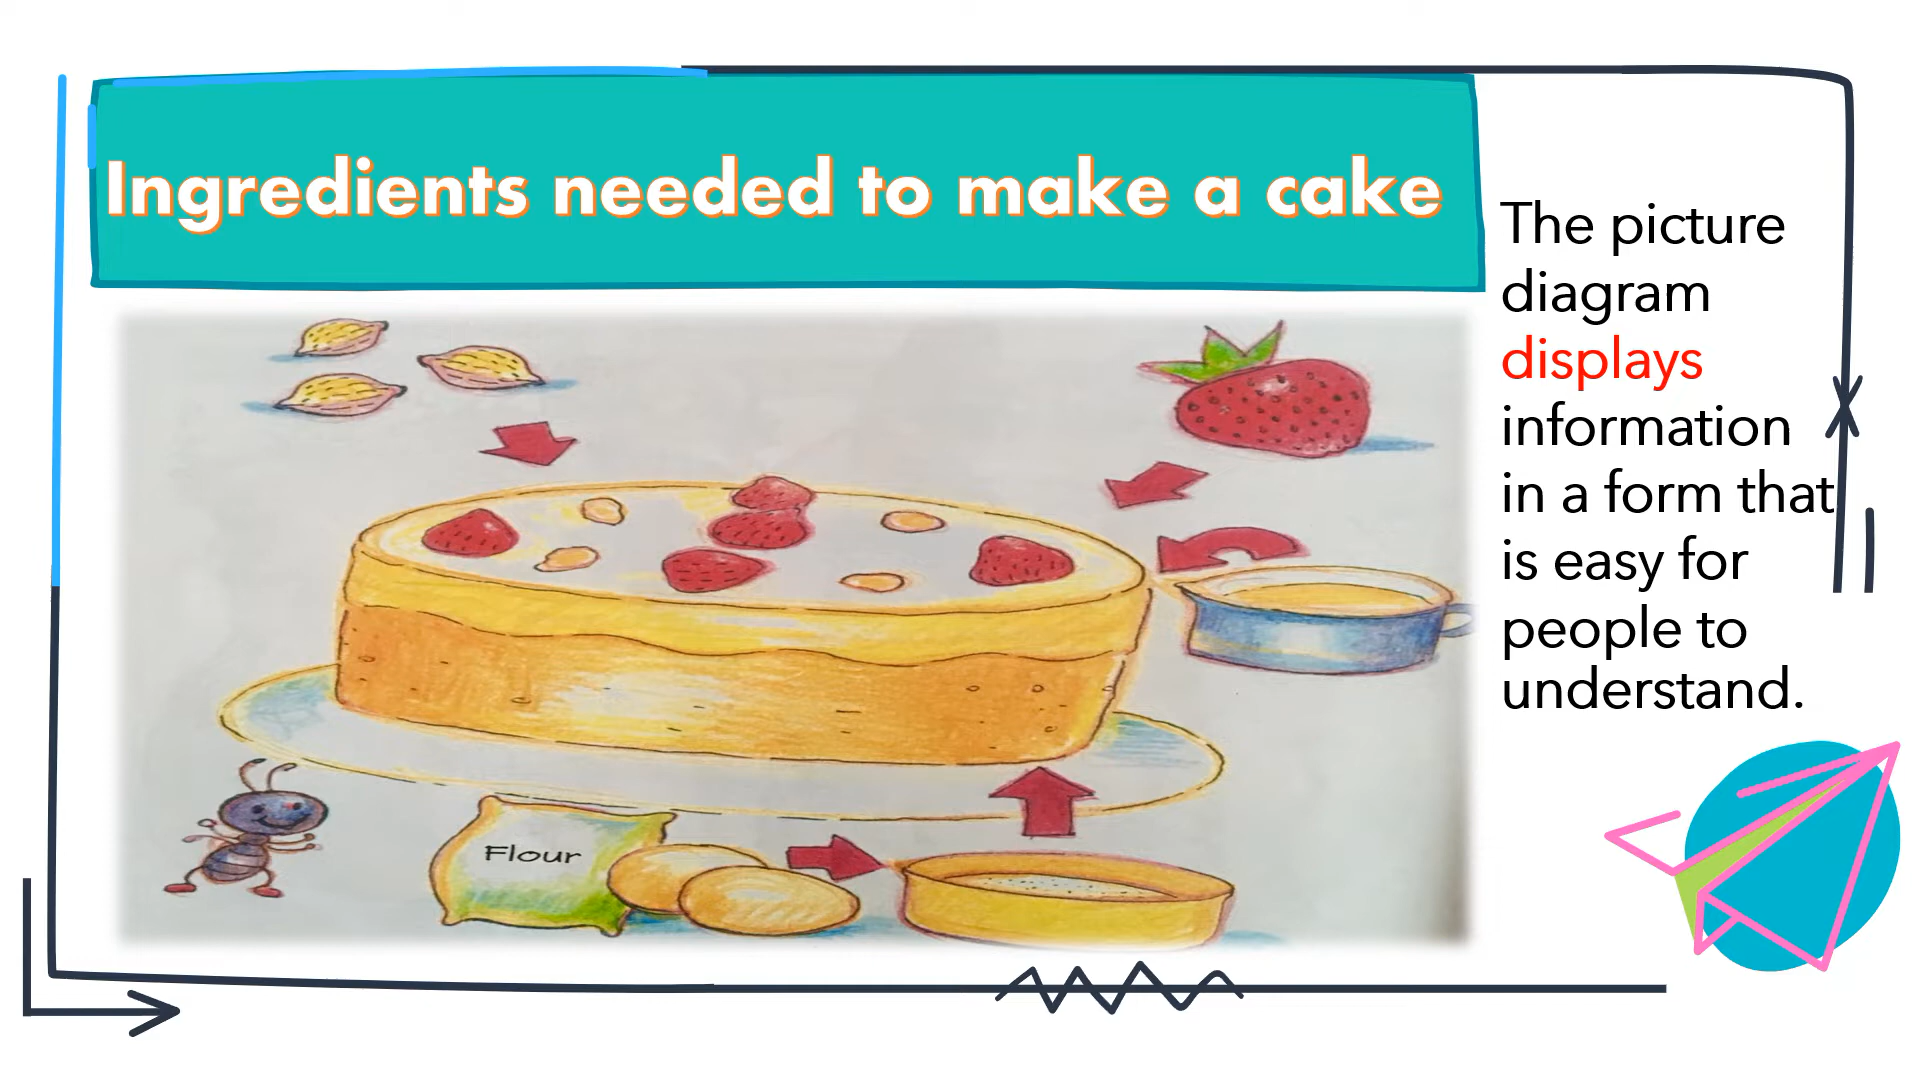 Ingredients needed to make a cake
The picture
diagram
displays
information
in a form that
is easy for
people to
understand.
Flour